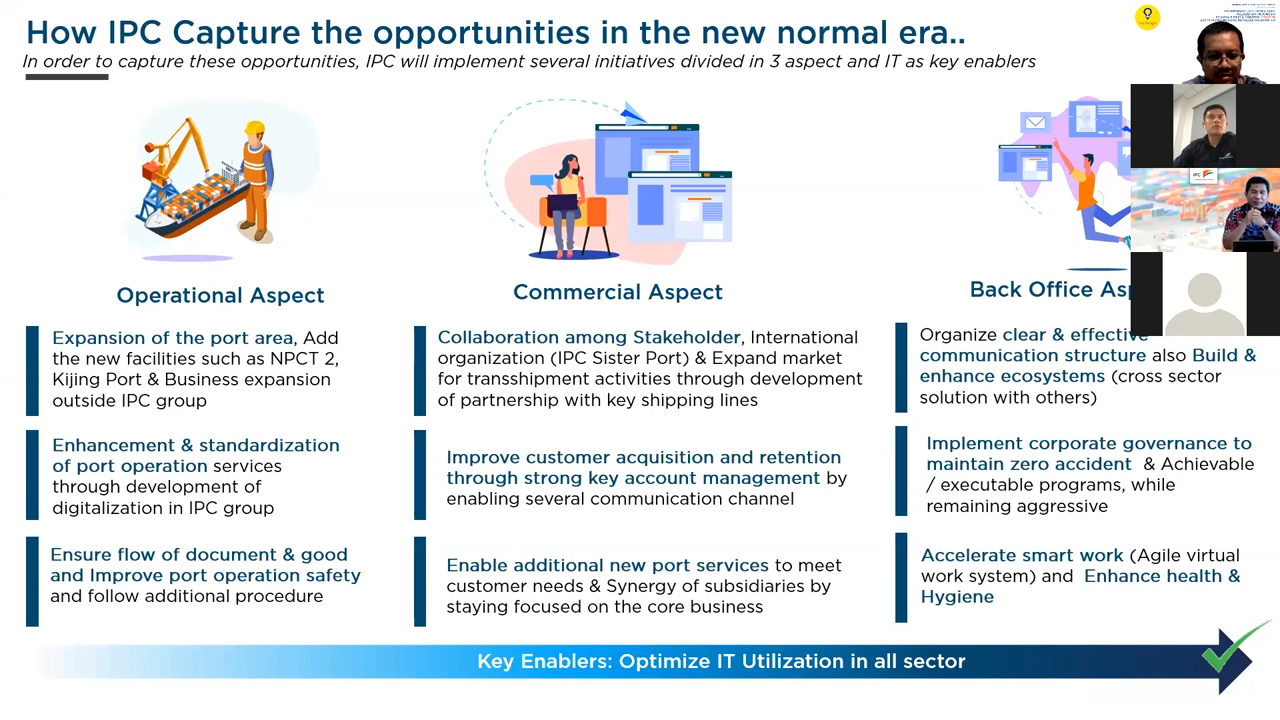 How IPC Capture the opportunities in the new normal era..
In order to capture these opportunities, IPC will implement several initiatives divided in 3 aspect and IT as key enablers
IPC
Operational Aspect
Expansion of the port area, Add
the new facilities such as NPCT 2,
Kijing Port & Business expansion
outside IPC group
Enhancement & standardization
of port operation services
through development of
digitalization in IPC group
Ensure flow of document & good
and Improve port operation safety
and follow additional procedure
Commercial Aspect
Collaboration among Stakeholder, International
organization (IPC Sister Port) & Expand market
for transshipment activities through development
of partnership with key shipping lines
Improve customer acquisition and retention
through strong key account management by
enabling several communication channel
Enable additional new port services to meet
customer needs & Synergy of subsidiaries by
staying focused on the core business
Back Office As
Organize clear & effective
communication structure also Build &
enhance ecosystems (cross sector
solution with others)
Implement corporate governance to
maintain zero accident & Achievable
/ executable programs, while
remaining aggressive
Accelerate smart work (Agile virtual
work system) and Enhance health &
Hygiene
Key Enablers: Optimize IT Utilization in all sector